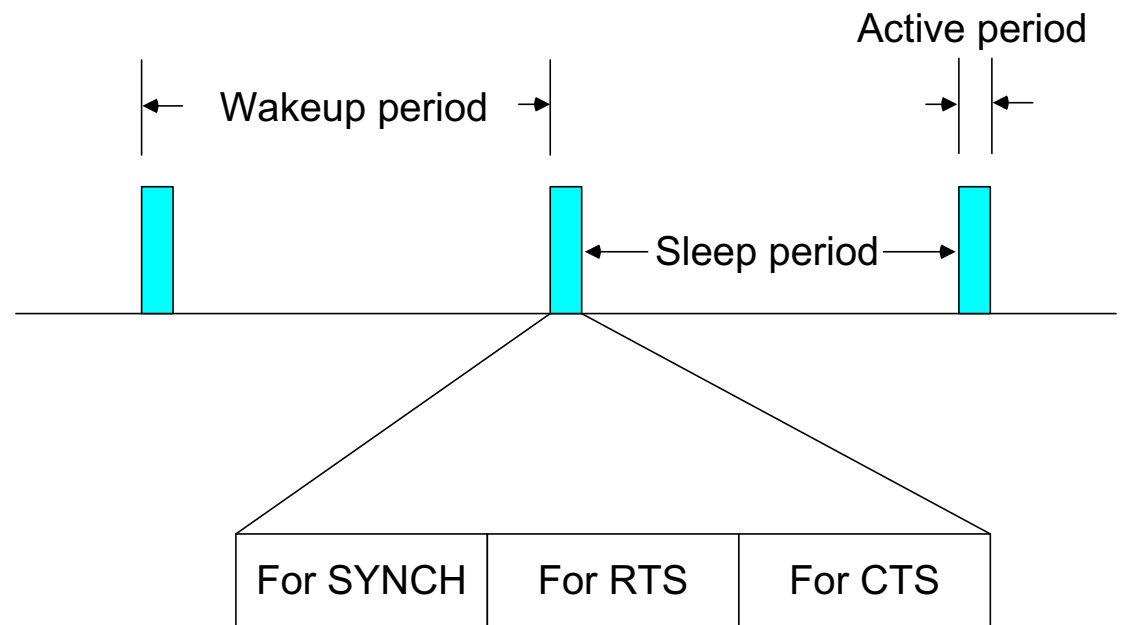 Active period
Wakeup period
Sleep period
For SYNCH
For RTS
For CTS